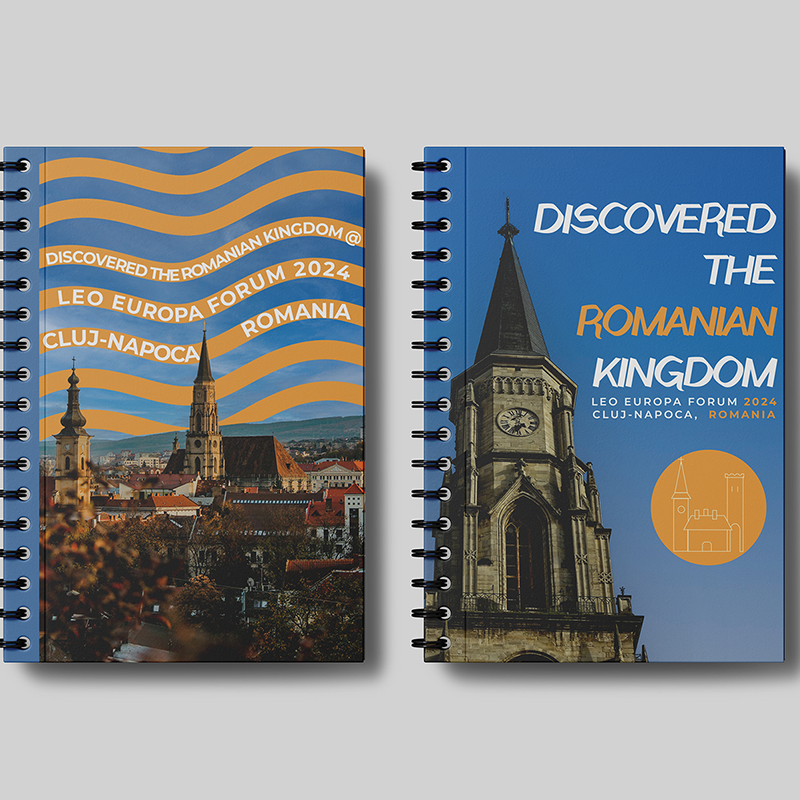 DISCOVERED THE ROMANIAN KINGDOM @
LEO EUROPA FORUM 2024
CLUJ-NAPOCA ROMANIA
DISCOVERED
THE
ROMANIAN
KINGDOM
LEO EUROPA FORUM 2024
CLUJ-NAPOCA, ROMANIA